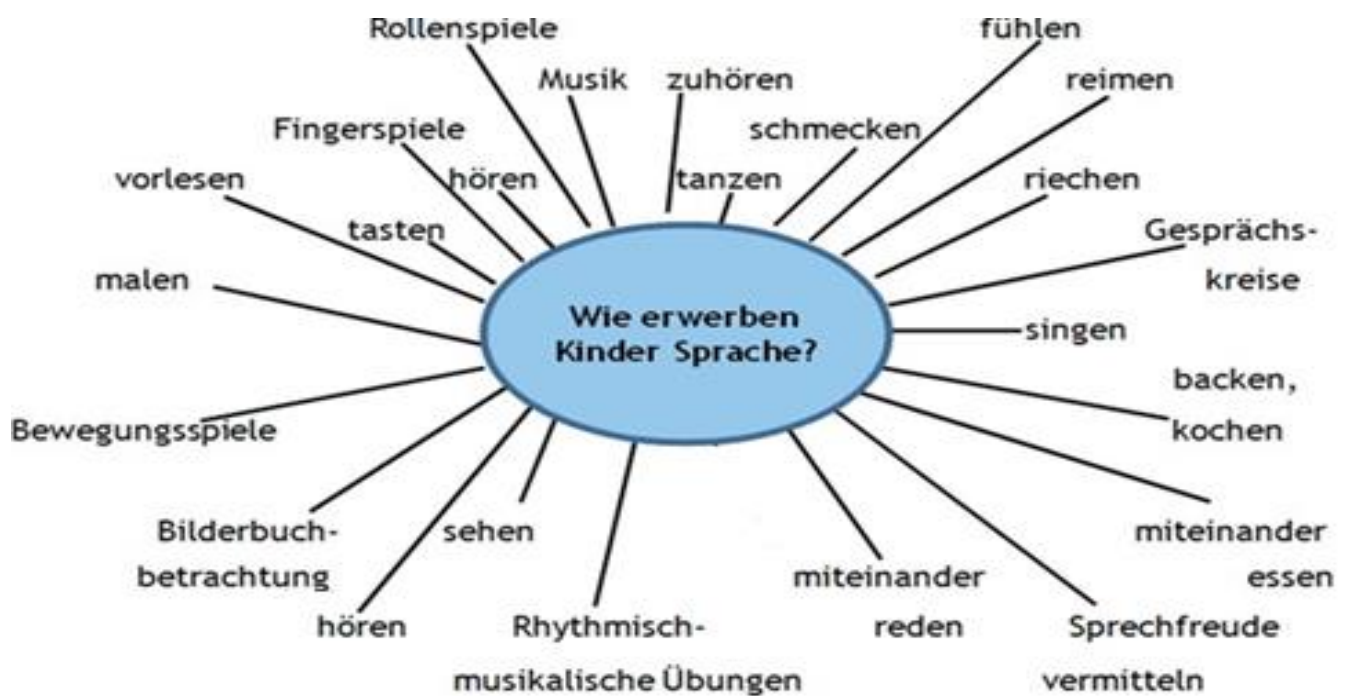 Rollenspiele
fühlen
Musik
zuhören
reimen
Fingerspiele
schmecken
vorlesen
hören
tanzen
riechen
tasten
Gesprächs-
kreise
malen
Wie erwerben
Kinder Sprache?
singen
backen,
kochen
Bewegungsspiele
Bilderbuch-
betrachtung
sehen
miteinander
essen
miteinander
reden
hören
Rhythmisch-
musikalische Übungen
Sprechfreude
vermitteln